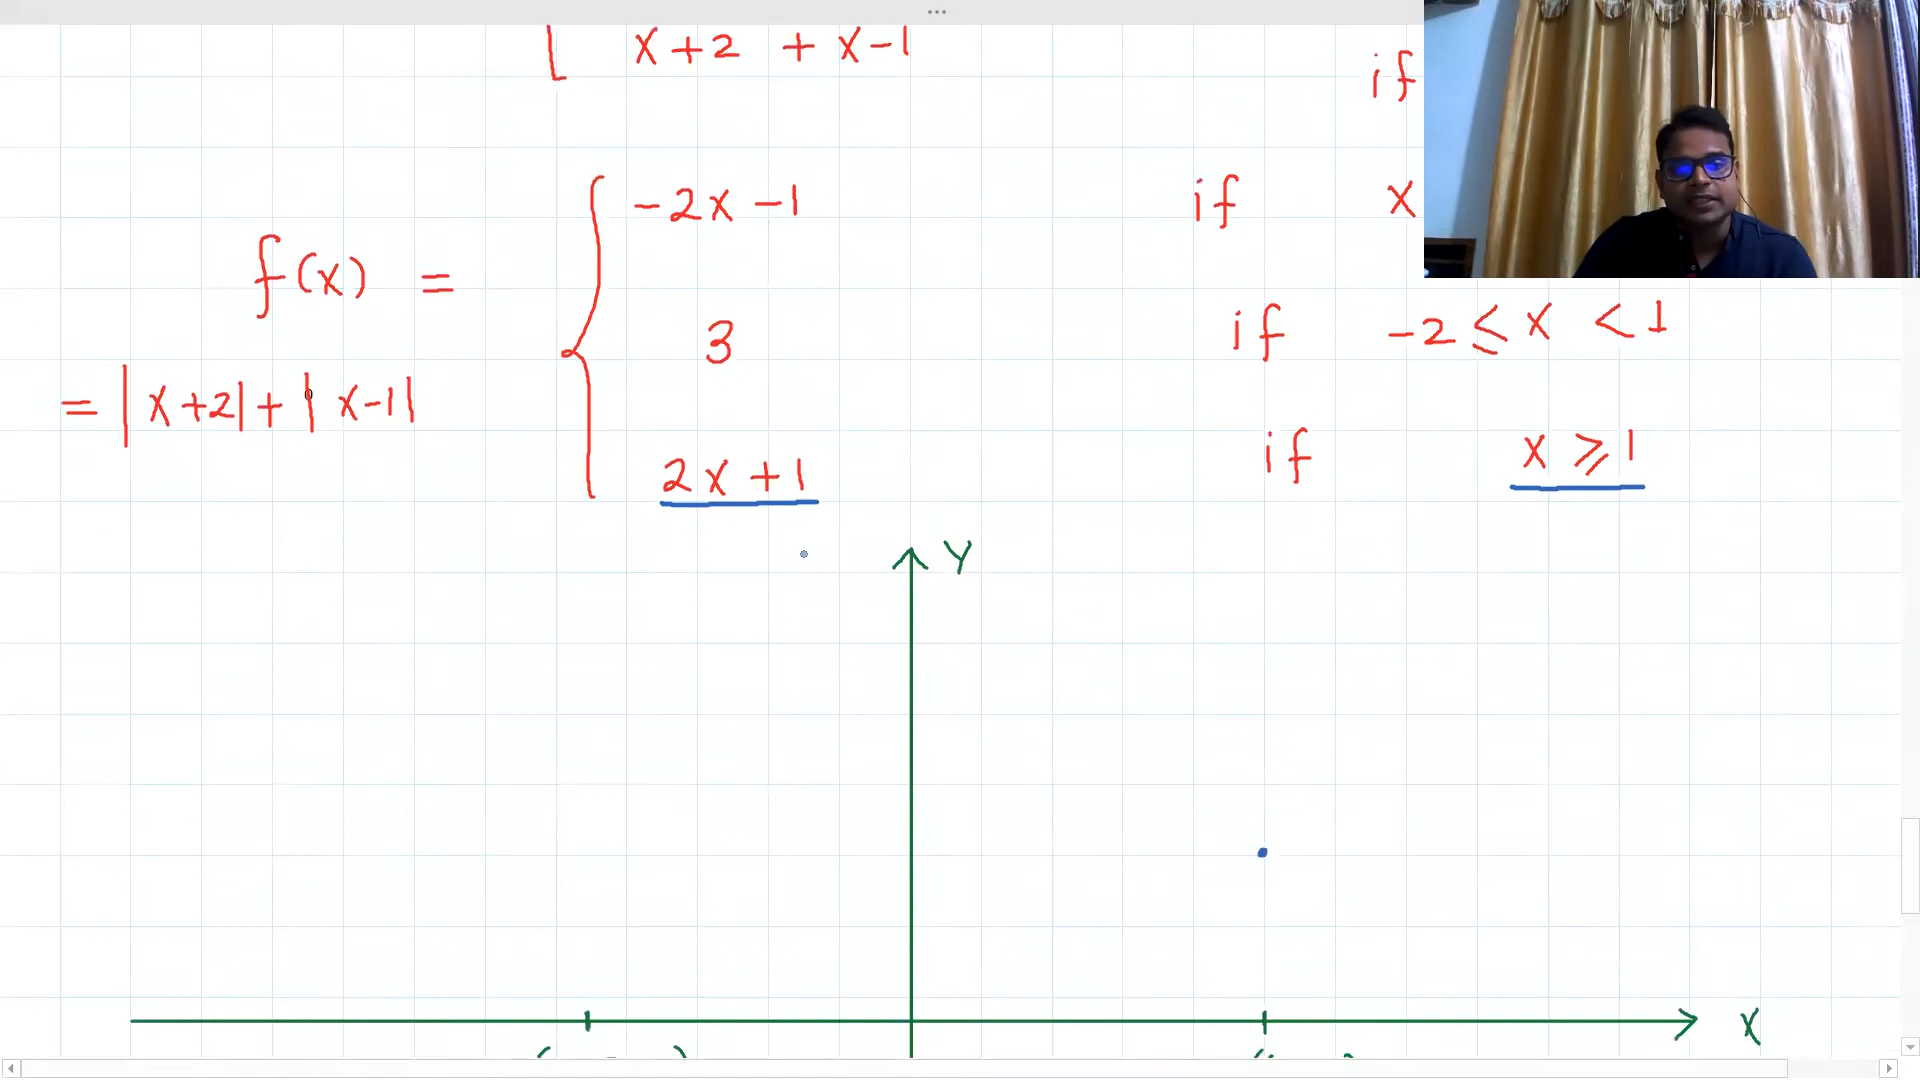 x+2 + x-1
if
-2x -1 if x
f(x) =
3 if -2 ≤ x < 1
= |x+2| + |x-1|
2x +1 if x ≥ 1
Y
X